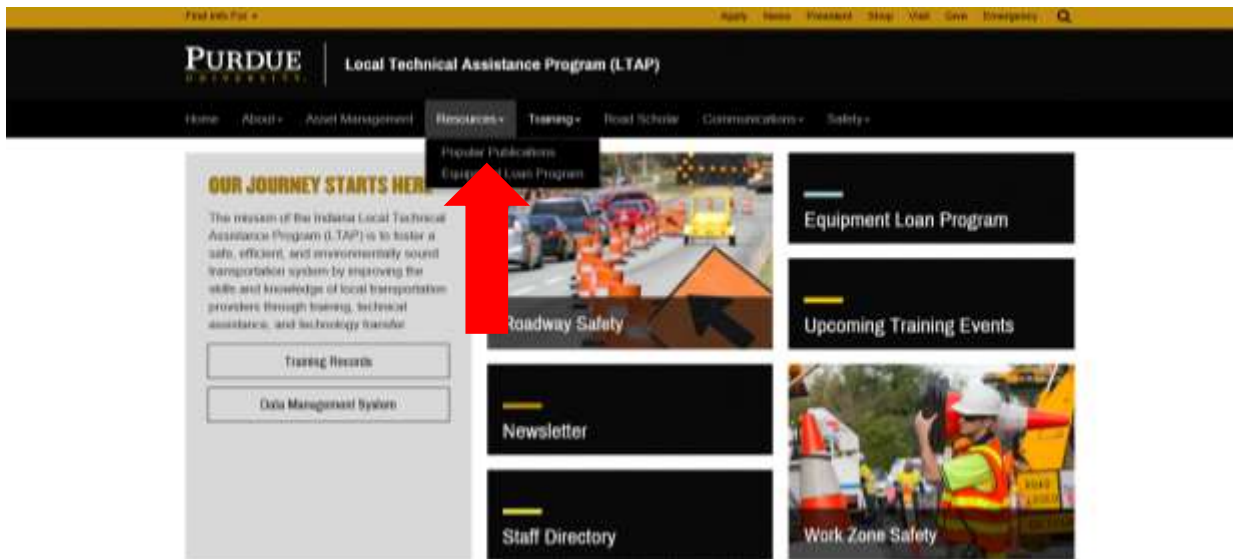 Find Info For
Apply News President Shop Visit Give Emergency
PURDUE
UNIVERSITY
Local Technical Assistance Program (LTAP)
Home About Asset Management Resources Training Road Scholar Communications Safety
Popular Publications
Equipment Loan Program
OUR JOURNEY STARTS HER
The mission of the Indiana Local Technical
Assistance Program (LTAP) is to foster a
safe, efficient, and environmentally sound
transportation system by improving the
skills and knowledge of local transportation
providers through training, technical
assistance, and technology transfer.
Training Records
Data Management System
Roadway Safety
Equipment Loan Program
Upcoming Training Events
Newsletter
Staff Directory
Work Zone Safety
ROAD